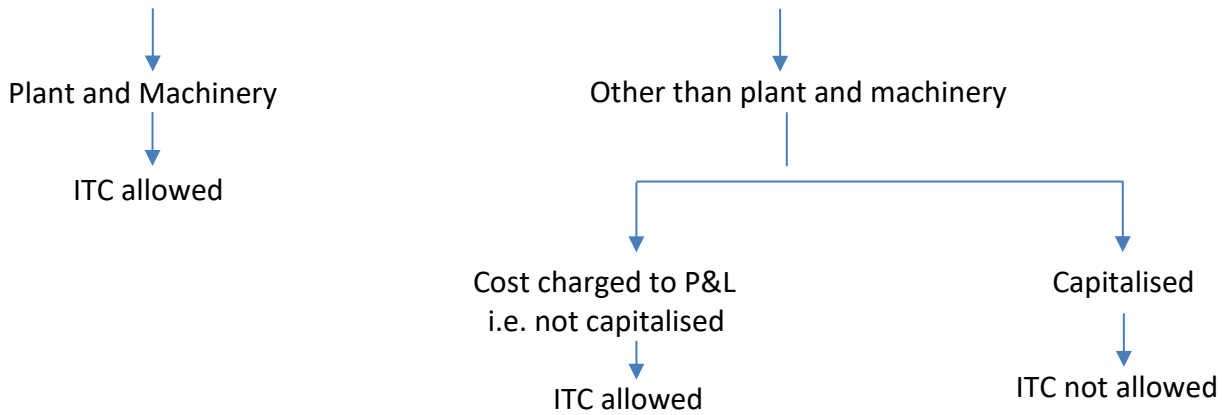 Plant and Machinery
Other than plant and machinery
ITC allowed
Cost charged to P&L
i.e. not capitalised
Capitalised
ITC allowed
ITC not allowed